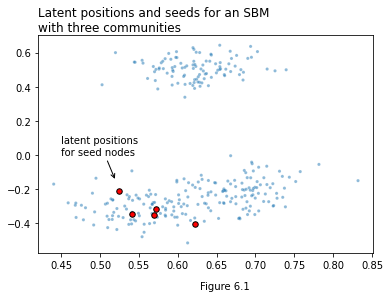 Latent positions and seeds for an SBM
with three communities
0.6
0.4
0.2
0.0
−0.2
−0.4
latent positions
for seed nodes
0.45 0.50 0.55 0.60 0.65 0.70 0.75 0.80 0.85
Figure 6.1